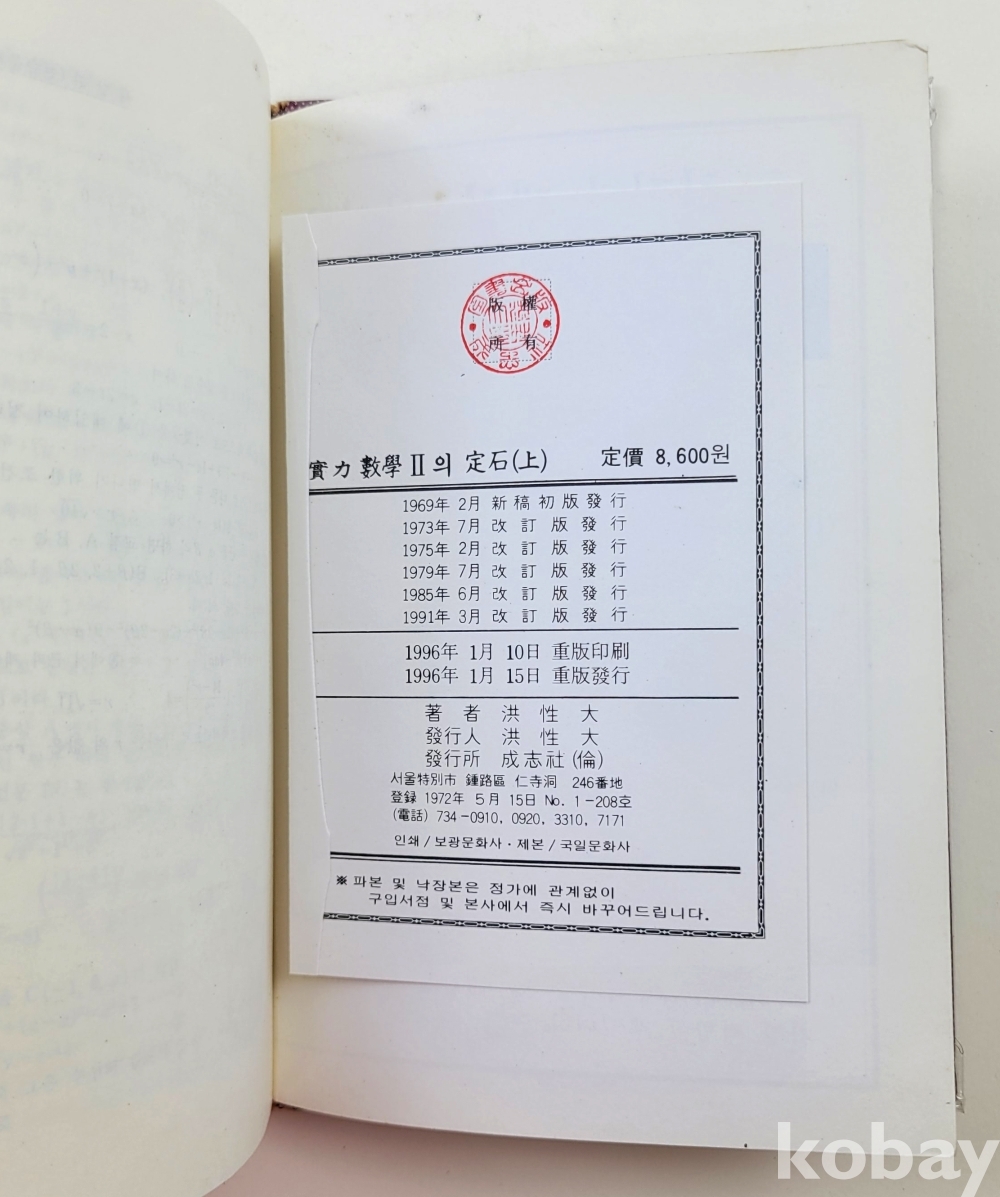 版權
所有
實力 數學 Ⅱ의 定石(上) 定價 8,600원
1969年 2月 新稿初版發行
1973年 7月 改訂版發行
1975年 2月 改訂版發行
1979年 7月 改訂版發行
1985年 6月 改訂版發行
1991年 3月 改訂版發行
1996年 1月 10日 重版印刷
1996年 1月 15日 重版發行
著者 洪性大
發行人 洪性大
發行所 成志社(倫)
서울特別市 鍾路區 仁寺洞 246番地
登録 1972年 5月 15日 No. 1-208호
(電話) 734-0910, 0920, 3310, 7171
인쇄/보광문화사·제본/국일문화사
※ 파본 및 낙장본은 정가에 관계없이
구입서점 및 본사에서 즉시 바꾸어드립니다.
kobay